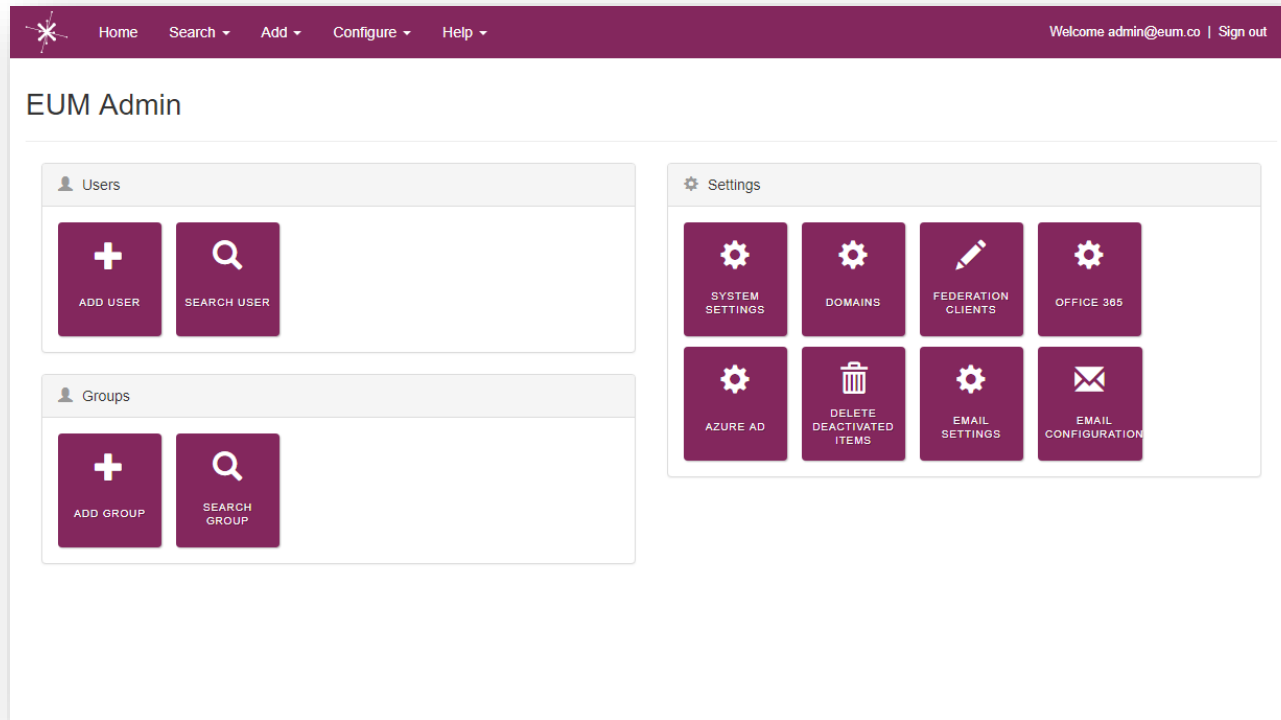 Home Search Add Configure Help Welcome admin@eum.co | Sign out
EUM Admin
Users
ADD USER
SEARCH USER
Groups
ADD GROUP
SEARCH
GROUP
Settings
SYSTEM
SETTINGS
DOMAINS
FEDERATION
CLIENTS
OFFICE 365
AZURE AD
DELETE
DEACTIVATED
ITEMS
EMAIL
SETTINGS
EMAIL
CONFIGURATION